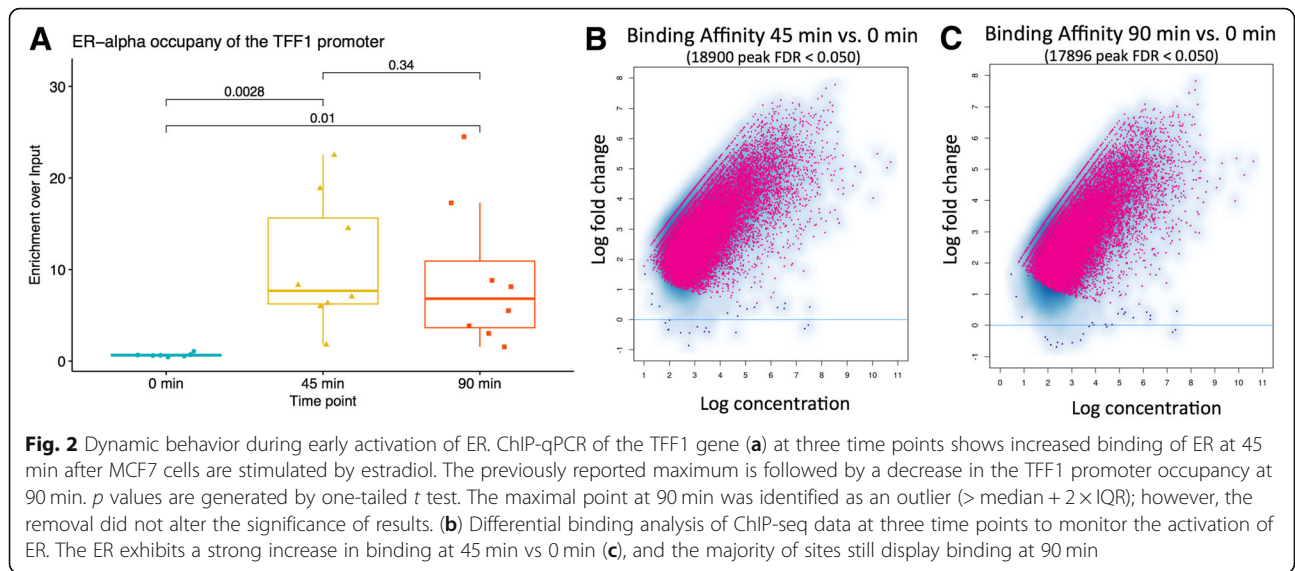 A
ER–alpha occupany of the TFF1 promoter
0.34
0.0028
0.01
30
20
10
0
Enrichment over Input
0 min
45 min
90 min
Time point
B
Binding Affinity 45 min vs. 0 min
(18900 peak FDR < 0.050)
8
7
6
5
4
3
2
1
0
-1
Log fold change
1 2 3 4 5 6 7 8 9 10 11
Log concentration
C
Binding Affinity 90 min vs. 0 min
(17896 peak FDR < 0.050)
8
7
6
5
4
3
2
1
0
-1
Log fold change
0 1 2 3 4 5 6 7 8 9 10 11
Log concentration
Fig. 2 Dynamic behavior during early activation of ER. ChIP-qPCR of the TFF1 gene (a) at three time points shows increased binding of ER at 45
min after MCF7 cells are stimulated by estradiol. The previously reported maximum is followed by a decrease in the TFF1 promoter occupancy at
90 min. p values are generated by one-tailed t test. The maximal point at 90 min was identified as an outlier (> median + 2 × IQR); however, the
removal did not alter the significance of results. (b) Differential binding analysis of ChIP-seq data at three time points to monitor the activation of
ER. The ER exhibits a strong increase in binding at 45 min vs 0 min (c), and the majority of sites still display binding at 90 min